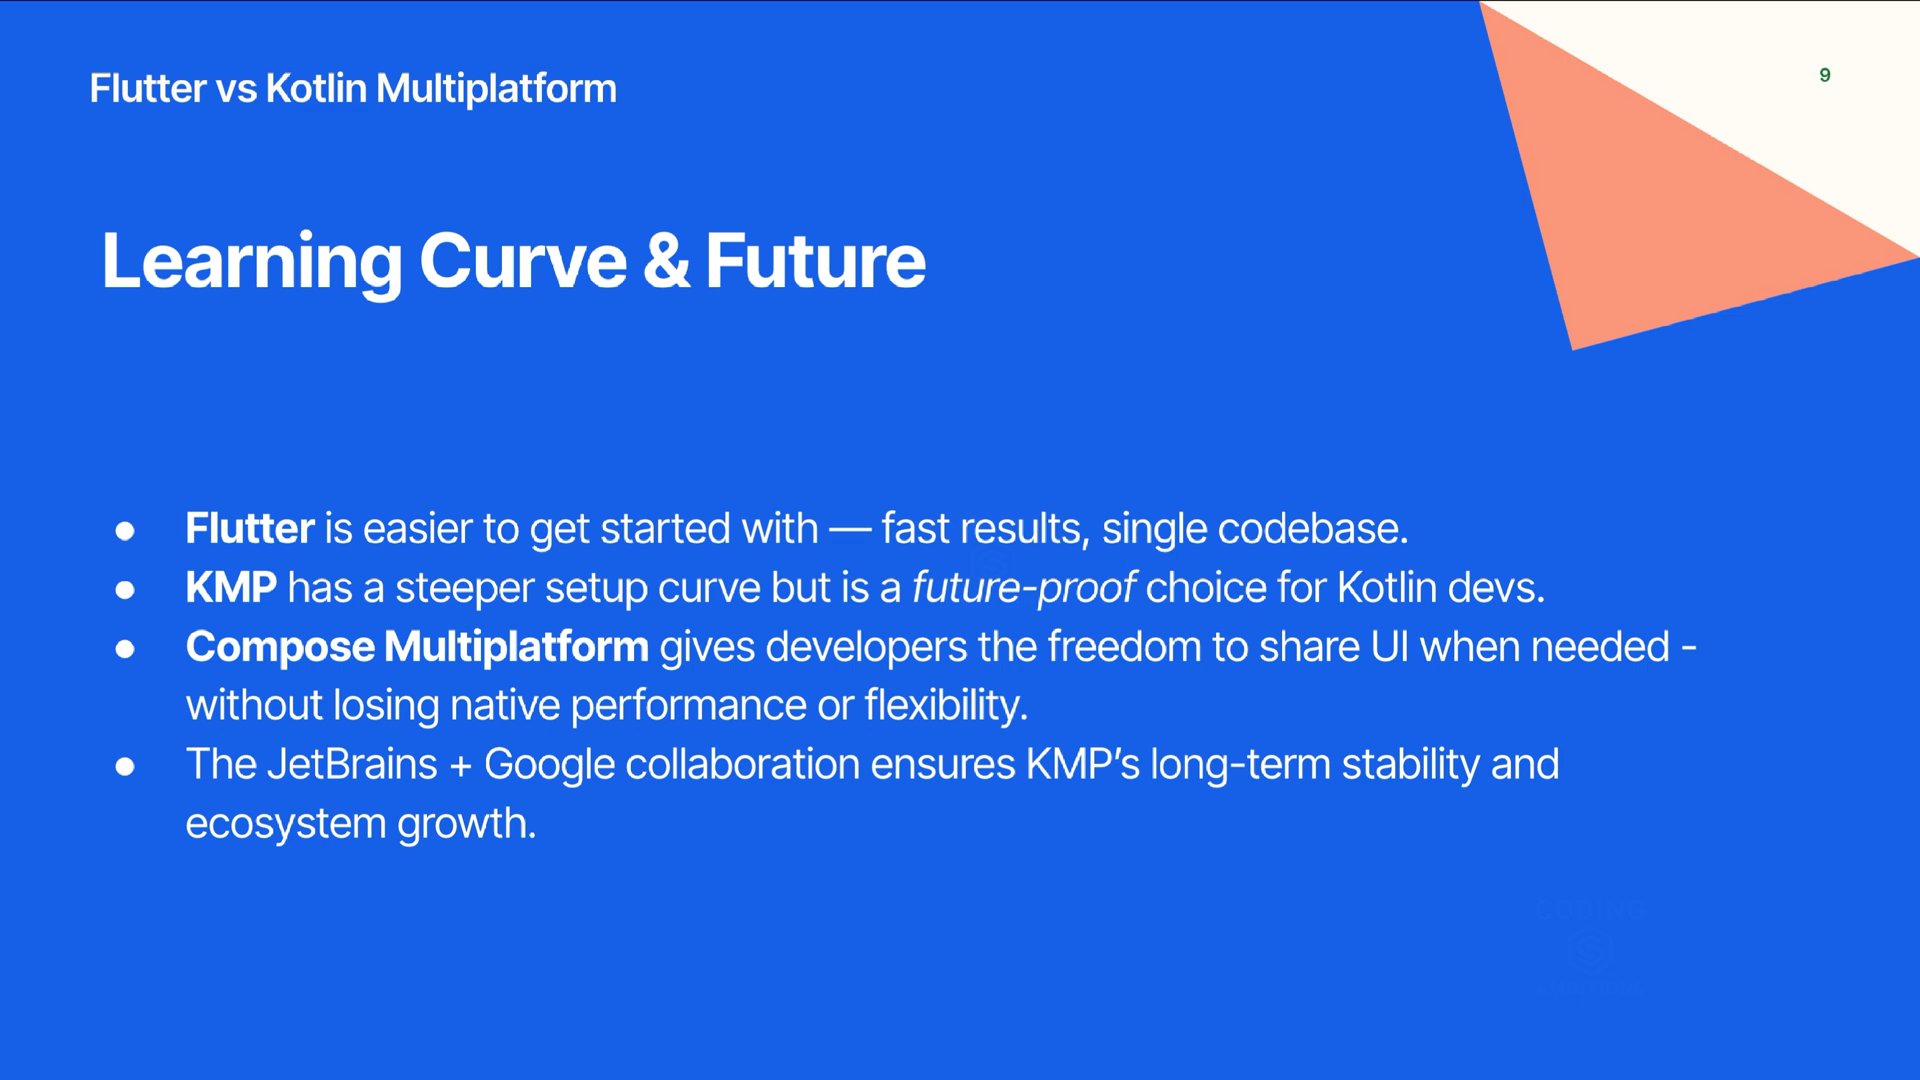 Flutter vs Kotlin Multiplatform
9
Learning Curve & Future
● Flutter is easier to get started with — fast results, single codebase.
● KMP has a steeper setup curve but is a future-proof choice for Kotlin devs.
● Compose Multiplatform gives developers the freedom to share UI when needed -
without losing native performance or flexibility.
● The JetBrains + Google collaboration ensures KMP’s long-term stability and
ecosystem growth.
CODING